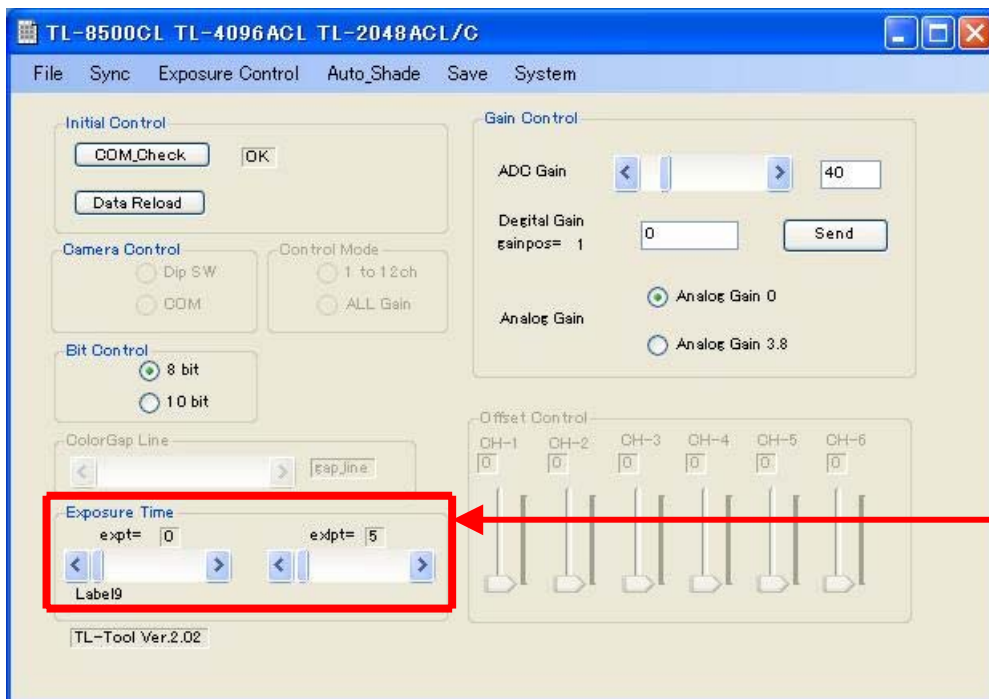 TL-8500CL TL-4096ACL TL-2048ACL/C
File Sync Exposure Control Auto_Shade Save System
Initial Control
COM_Check OK
Data Reload
Camera Control
Dip SW
COM
Control Mode
1 to 12ch
ALL Gain
Bit Control
8 bit
10 bit
ColorGap Line
gap_line
Exposure Time
expt= 0 exlpt= 5
Label9
TL-Tool Ver.2.02
Gain Control
ADC Gain 40
Degital Gain
gainpos= 1 0 Send
Analog Gain
Analog Gain 0
Analog Gain 3.8
Offset Control
CH-1 CH-2 CH-3 CH-4 CH-5 CH-6
0 0 0 0 0 0